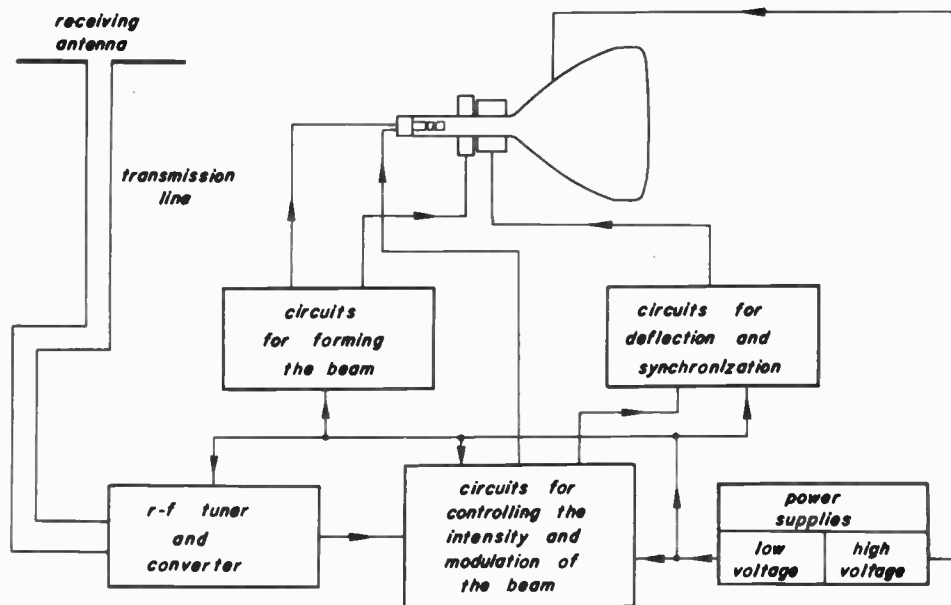 receiving
antenna
transmission
line
circuits
for forming
the beam
circuits for
deflection and
synchronization
r-f tuner
and
converter
circuits for
controlling the
intensity and
modulation of
the beam
power
supplies
low
voltage
high
voltage